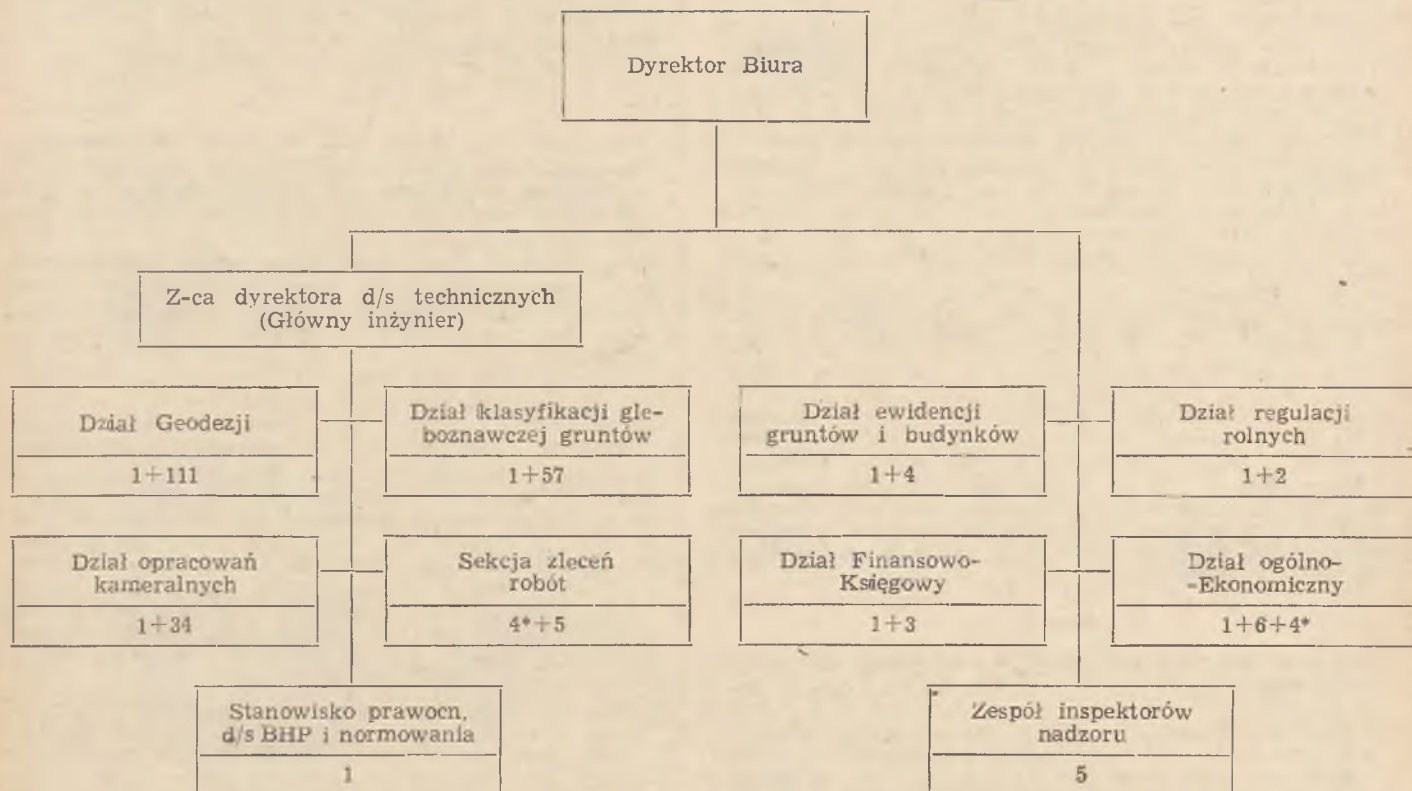 Dyrektor Biura
Z-ca dyrektora d/s technicznych
(Główny inżynier)
Dział Geodezji
1+111
Dział klasyfikacji gle-
boznawczej gruntów
1+57
Dział ewidencji
gruntów i budynków
1+4
Dział regulacji
rolnych
1+2
Dział opracowań
kameralnych
1+34
Sekcja zleceń
robót
4*+5
Dział Finansowo-
Księgowy
1+3
Dział ogólno-
-Ekonomiczny
1+6+4*
Stanowisko prawocn,
d/s BHP i normowania
1
Zespół inspektorów
nadzoru
5